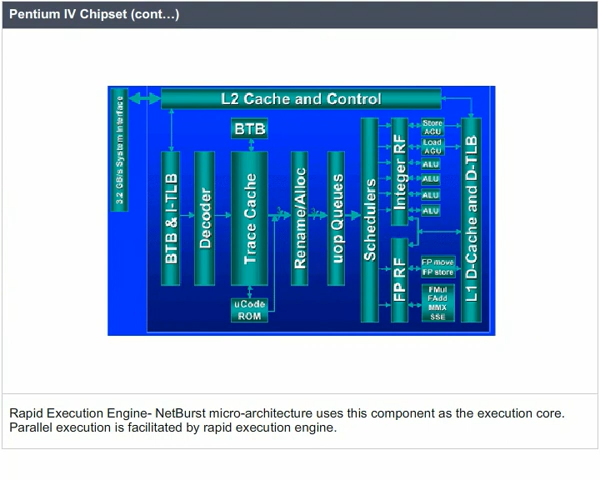 Pentium IV Chipset (cont…)
L2 Cache and Control
3.2 GB/s System Interface
BTB & I-TLB
Decoder
BTB
Trace Cache
uCode
ROM
Rename/Alloc
uop Queues
Schedulers
Integer RF
FP RF
Store
AGU
Load
AGU
ALU
ALU
ALU
ALU
FP move
FP store
FMul
FAdd
MMX
SSE
L1 D-Cache and D-TLB
Rapid Execution Engine- NetBurst micro-architecture uses this component as the execution core.
Parallel execution is facilitated by rapid execution engine.